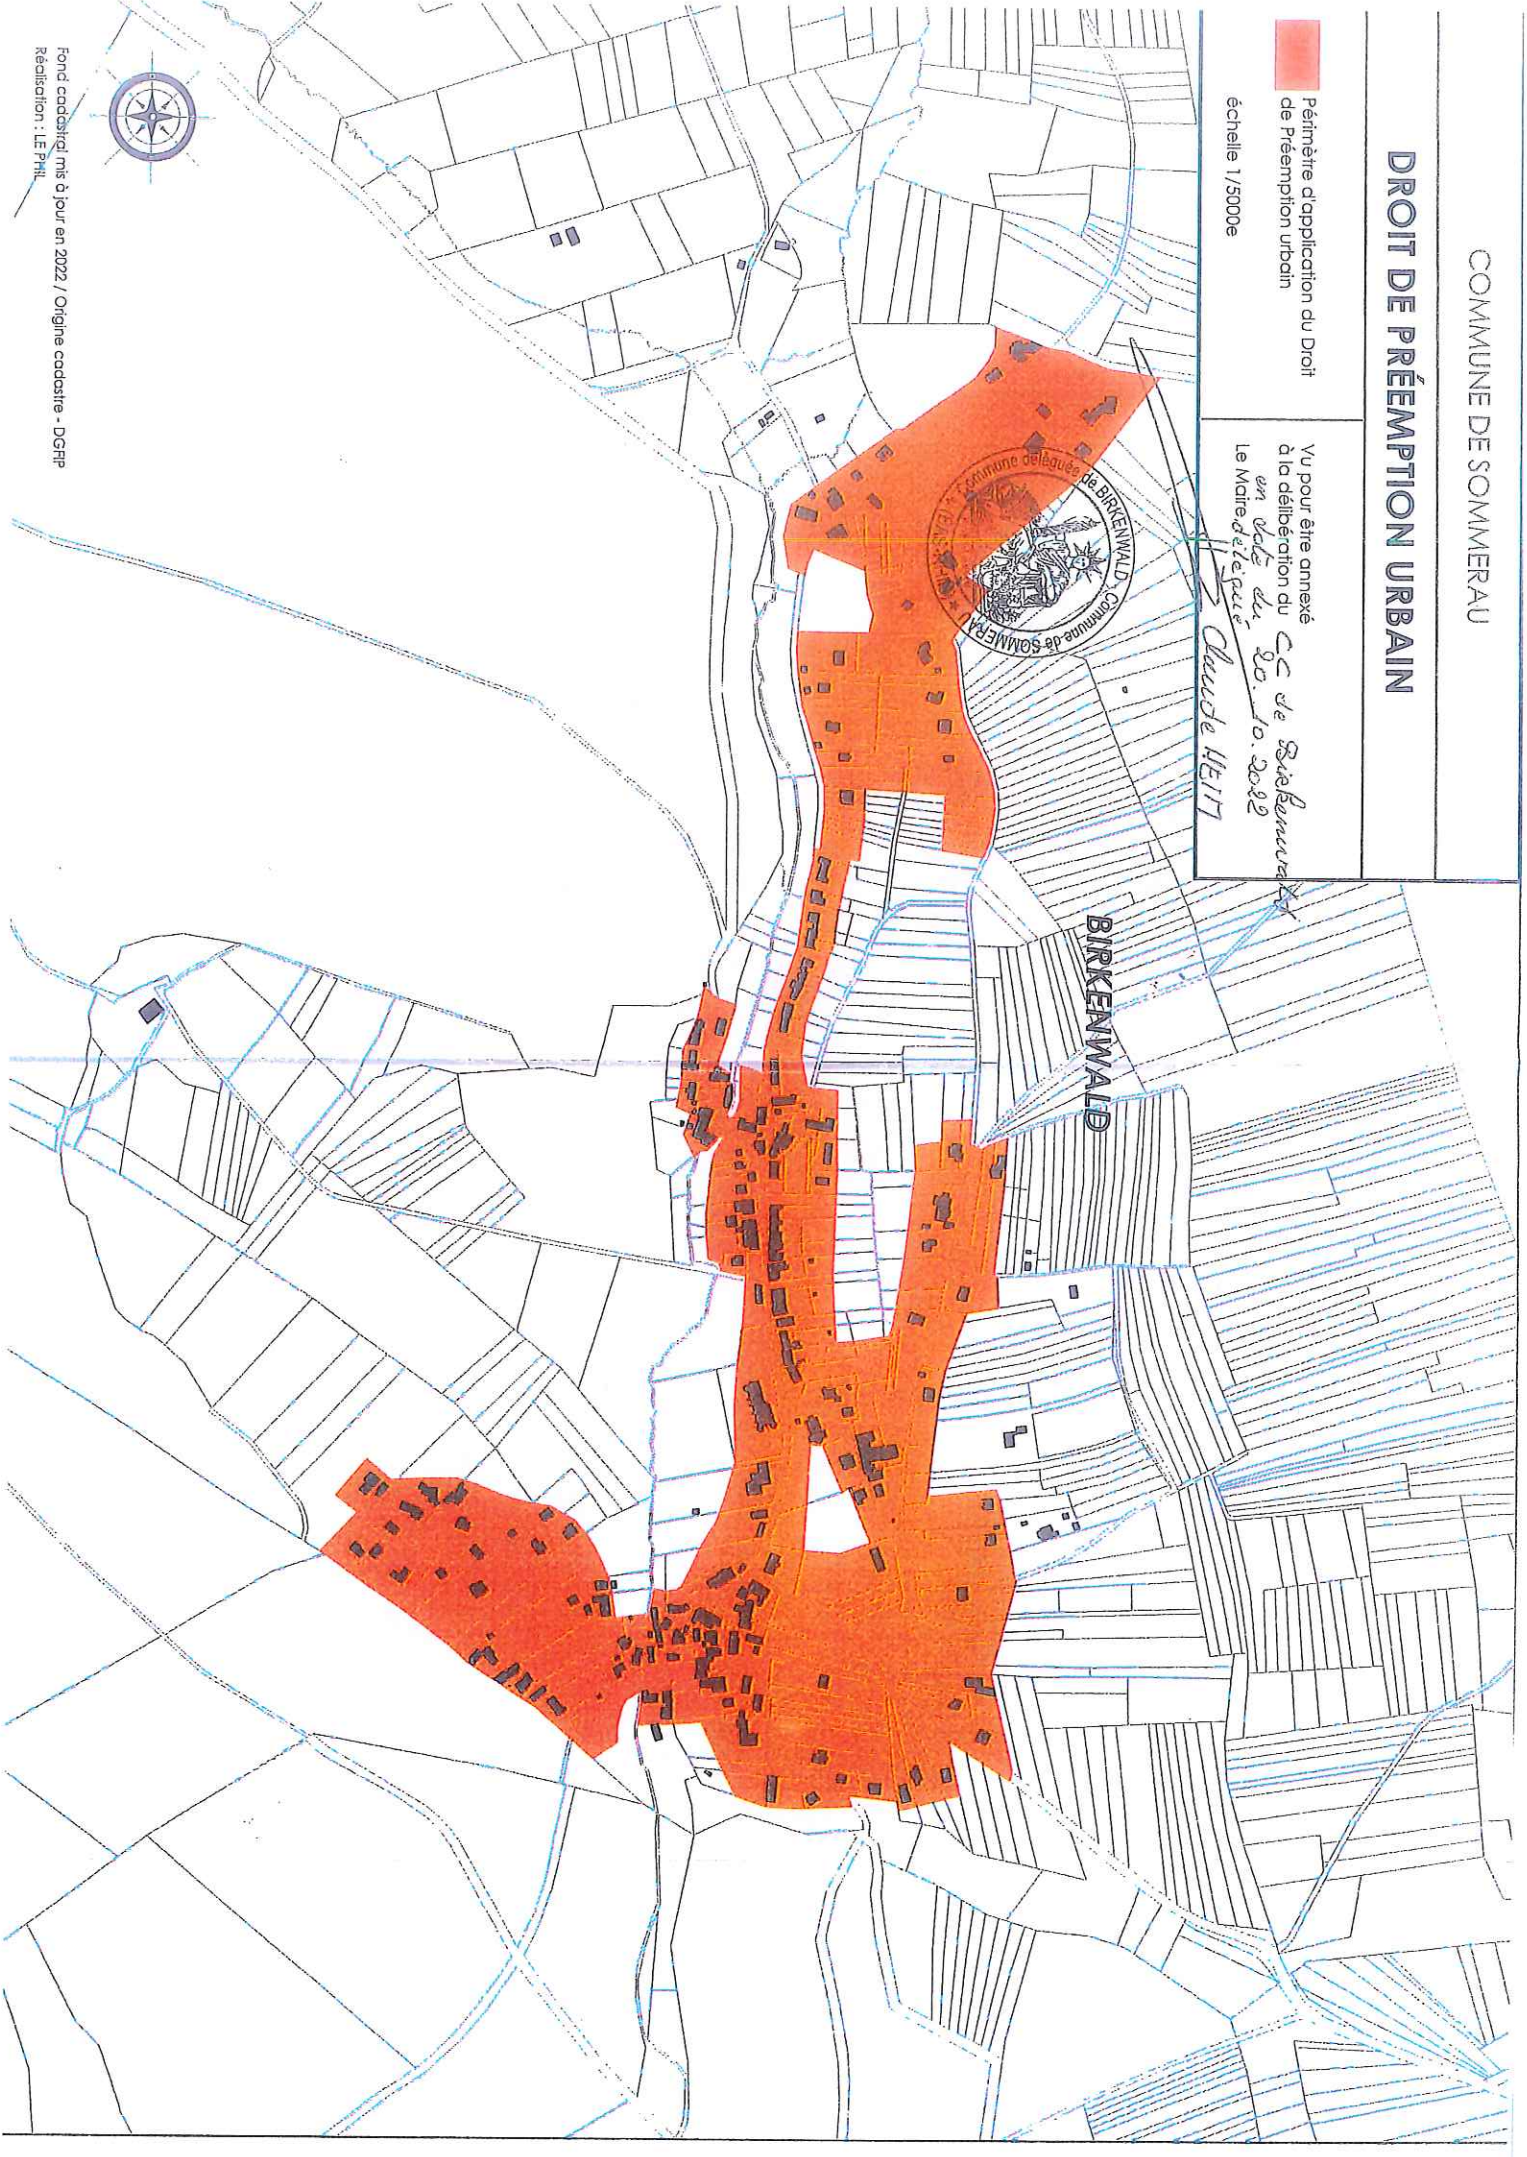 COMMUNE DE SOMMERAU
DROIT DE PRÉEMPTION URBAIN
Périmètre d'application du Droit
de Préemption urbain
échelle 1/5000e
Vu pour être annexé
à la délibération du CC de Birkenwald
en date du 20.10.2022
Le Maire délégué
Claude HEIM
Commune déléguée de BIRKENWALD - Commune de SOMMERAU
BIRKENWALD
Fond cadastral mis à jour en 2022 / Origine cadastre - DGFIP
Réalisation : LE PHIL